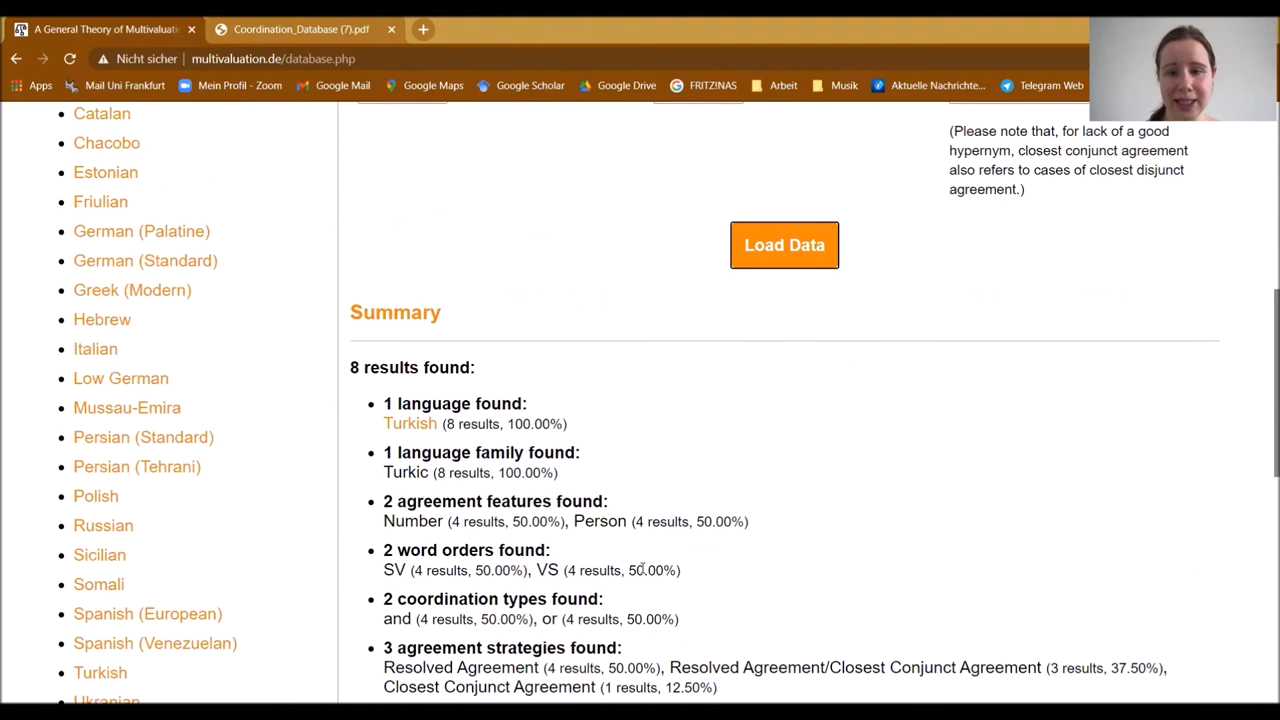 A General Theory of Multivaluati
Coordination_Database (7).pdf
Nicht sicher
multivaluation.de/database.php
Apps
Mail Uni Frankfurt
Mein Profil - Zoom
Google Mail
Google Maps
Google Scholar
Google Drive
FRITZ!NAS
Arbeit
Musik
Aktuelle Nachrichte...
Telegram Web
Catalan
Chacobo
Estonian
Friulian
German (Palatine)
German (Standard)
Greek (Modern)
Hebrew
Italian
Low German
Mussau-Emira
Persian (Standard)
Persian (Tehrani)
Polish
Russian
Sicilian
Somali
Spanish (European)
Spanish (Venezuelan)
Turkish
Ukranian
(Please note that, for lack of a good
hypernym, closest conjunct agreement
also refers to cases of closest disjunct
agreement.)
Load Data
Summary
8 results found:
1 language found:
Turkish (8 results, 100.00%)
1 language family found:
Turkic (8 results, 100.00%)
2 agreement features found:
Number (4 results, 50.00%), Person (4 results, 50.00%)
2 word orders found:
SV (4 results, 50.00%), VS (4 results, 50.00%)
2 coordination types found:
and (4 results, 50.00%), or (4 results, 50.00%)
3 agreement strategies found:
Resolved Agreement (4 results, 50.00%), Resolved Agreement/Closest Conjunct Agreement (3 results, 37.50%),
Closest Conjunct Agreement (1 results, 12.50%)